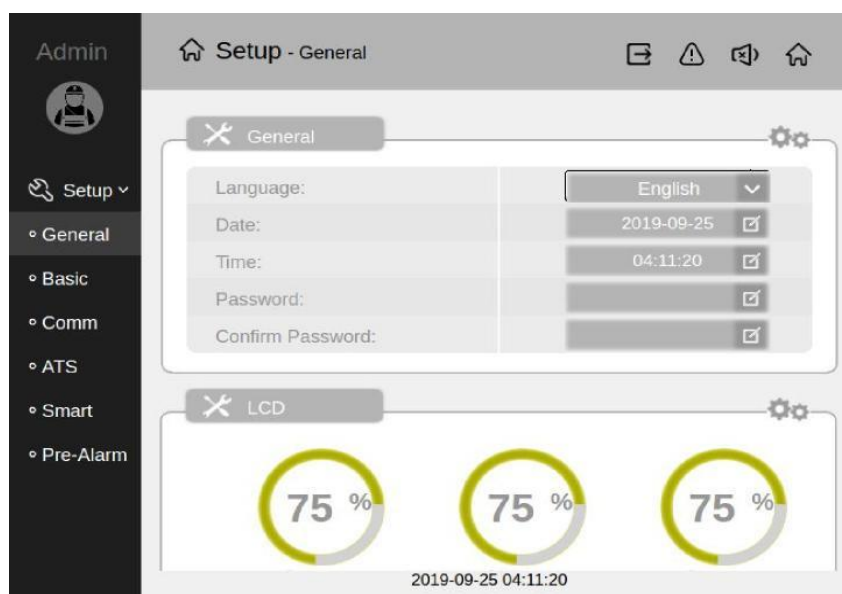 Admin
Setup - General
Setup
General
Basic
Comm
ATS
Smart
Pre-Alarm
General
Language: English
Date: 2019-09-25
Time: 04:11:20
Password:
Confirm Password:
LCD
75 % 75 % 75 %
2019-09-25 04:11:20